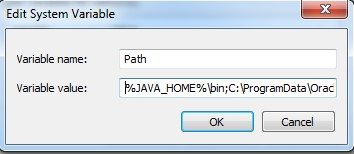 Edit System Variable
Variable name: Path
Variable value: %JAVA_HOME%\bin;C:\ProgramData\Orac
OK Cancel